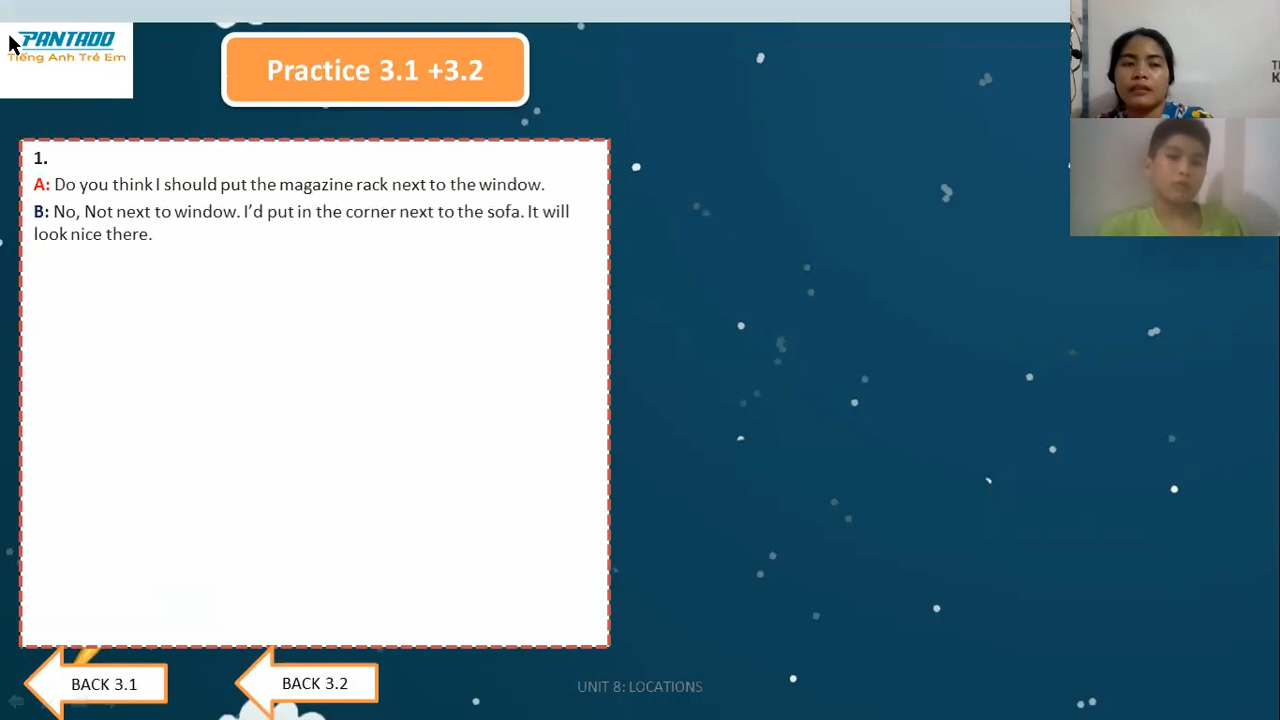 PANTADO
Tiếng Anh Trẻ Em
Practice 3.1 +3.2
1.
A: Do you think I should put the magazine rack next to the window.
B: No, Not next to window. I'd put in the corner next to the sofa. It will
look nice there.
BACK 3.1
BACK 3.2
UNIT 8: LOCATIONS